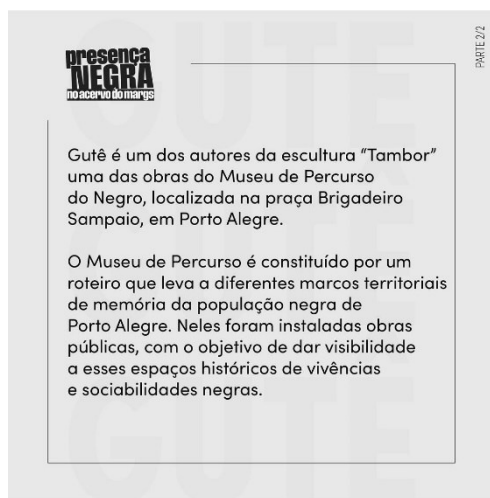 presença
NEGRA
no acervo do margs
PARTE 2/2
Gutê é um dos autores da escultura “Tambor”
uma das obras do Museu de Percurso
do Negro, localizada na praça Brigadeiro
Sampaio, em Porto Alegre.
O Museu de Percurso é constituído por um
roteiro que leva a diferentes marcos territoriais
de memória da população negra de
Porto Alegre. Neles foram instaladas obras
públicas, com o objetivo de dar visibilidade
a esses espaços históricos de vivências
e sociabilidades negras.
GUTÊ
GUTÊ
GUTÊ